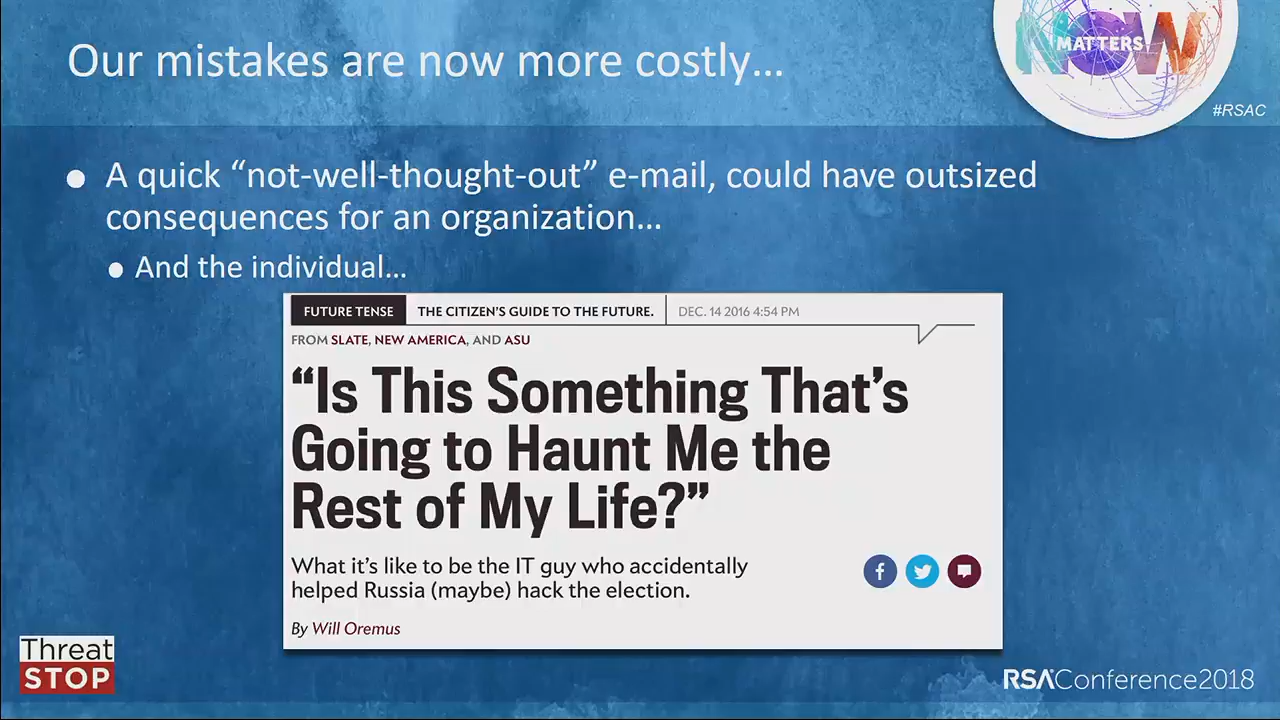 Our mistakes are now more costly…
NOW
MATTERS
#RSAC
● A quick “not-well-thought-out” e-mail, could have outsized
consequences for an organization…
● And the individual…
FUTURE TENSE THE CITIZEN’S GUIDE TO THE FUTURE. DEC. 14 2016 4:54 PM
FROM SLATE, NEW AMERICA, AND ASU
“Is This Something That’s
Going to Haunt Me the
Rest of My Life?”
What it’s like to be the IT guy who accidentally
helped Russia (maybe) hack the election.
By Will Oremus
Threat
STOP
RSAConference2018